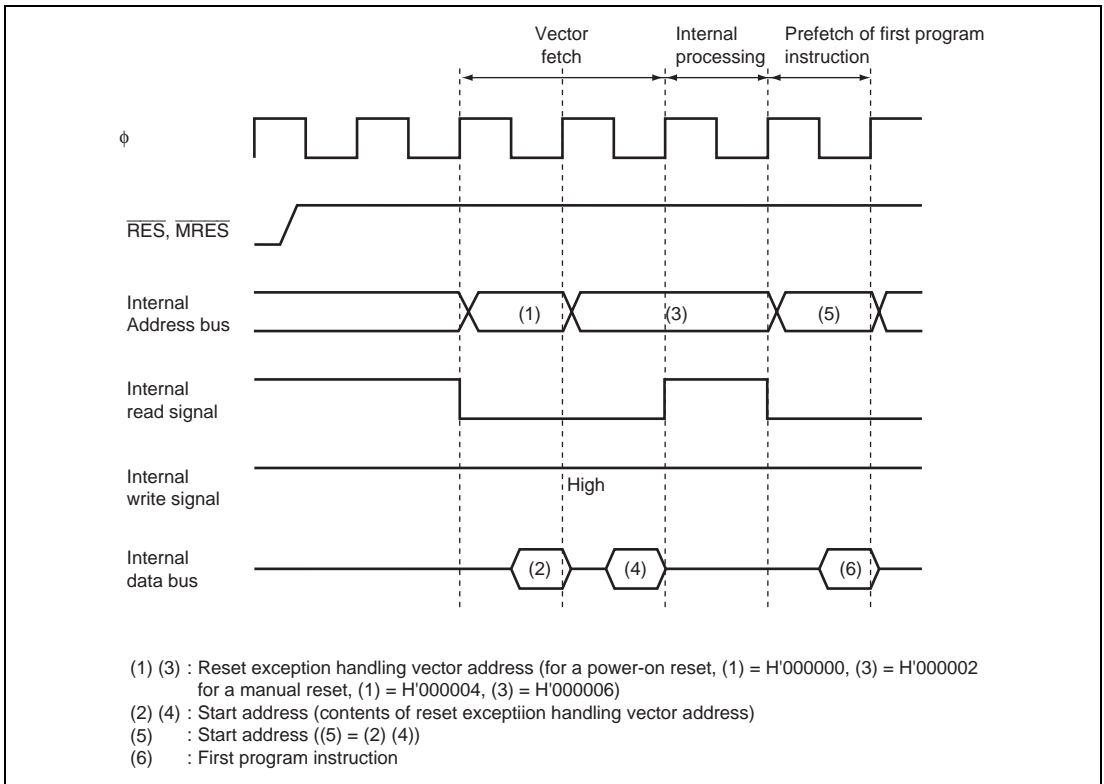 Vector
fetch
Internal
processing
Prefetch of first program
instruction
φ
RES, MRES
Internal
Address bus
(1)
(3)
(5)
Internal
read signal
Internal
write signal
High
Internal
data bus
(2)
(4)
(6)
(1) (3) : Reset exception handling vector address (for a power-on reset, (1) = H'000000, (3) = H'000002
for a manual reset, (1) = H'000004, (3) = H'000006)
(2) (4) : Start address (contents of reset exceptiion handling vector address)
(5) : Start address ((5) = (2) (4))
(6) : First program instruction